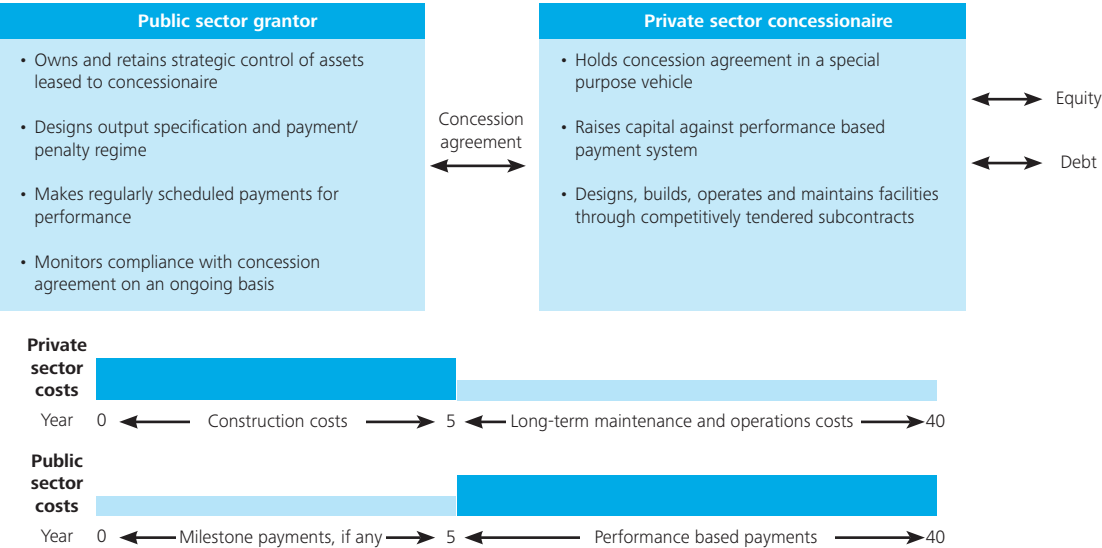 Public sector grantor
• Owns and retains strategic control of assets
leased to concessionaire
• Designs output specification and payment/
penalty regime
• Makes regularly scheduled payments for
performance
• Monitors compliance with concession
agreement on an ongoing basis
Concession
agreement
Private sector concessionaire
• Holds concession agreement in a special
purpose vehicle
• Raises capital against performance based
payment system
• Designs, builds, operates and maintains facilities
through competitively tendered subcontracts
Equity
Debt
Private
sector
costs
Year 0 Construction costs 5 Long-term maintenance and operations costs 40
Public
sector
costs
Year 0 Milestone payments, if any 5 Performance based payments 40